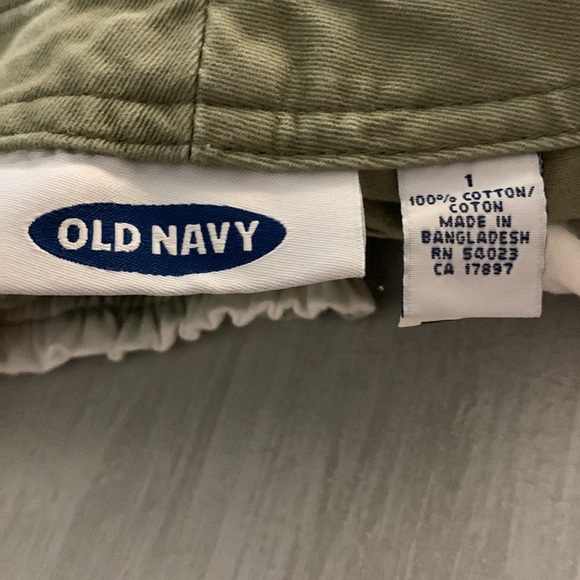 OLD NAVY
1
100% COTTON/
COTON
MADE IN
BANGLADESH
RN 54023
CA 17897